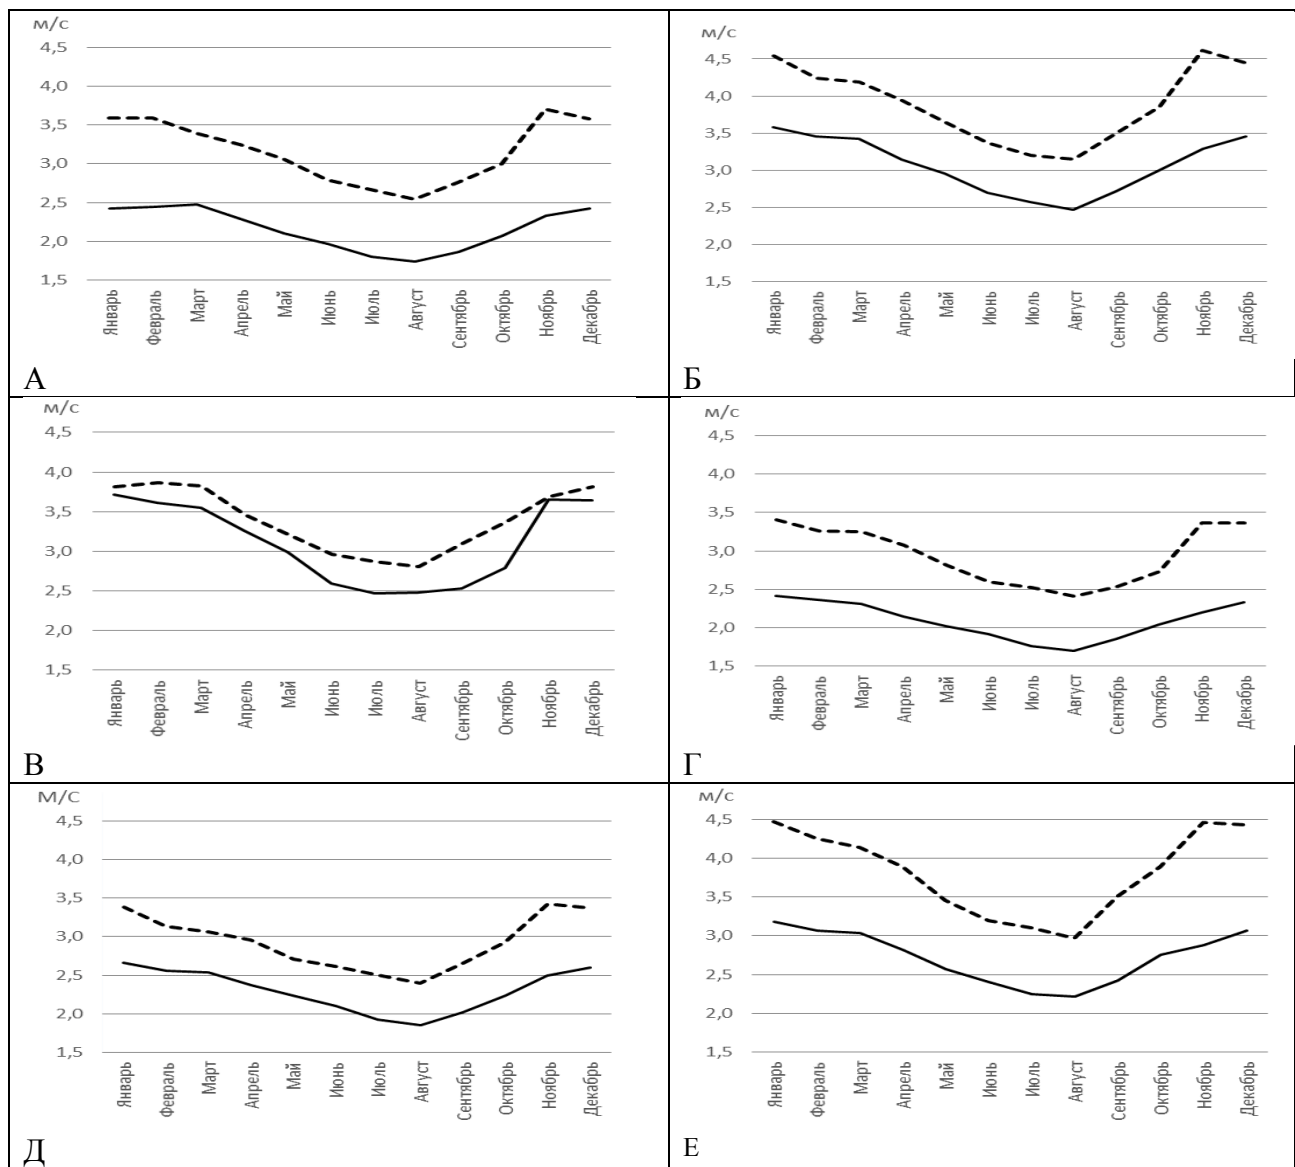 м/с
4,5
4,0
3,5
3,0
2,5
2,0
1,5
Январь
Февраль
Март
Апрель
Май
Июнь
Июль
Август
Сентябрь
Октябрь
Ноябрь
Декабрь
А
м/с
4,5
4,0
3,5
3,0
2,5
2,0
1,5
Январь
Февраль
Март
Апрель
Май
Июнь
Июль
Август
Сентябрь
Октябрь
Ноябрь
Декабрь
Б
м/с
4,5
4,0
3,5
3,0
2,5
2,0
1,5
Январь
Февраль
Март
Апрель
Май
Июнь
Июль
Август
Сентябрь
Октябрь
Ноябрь
Декабрь
В
м/с
4,5
4,0
3,5
3,0
2,5
2,0
1,5
Январь
Февраль
Март
Апрель
Май
Июнь
Июль
Август
Сентябрь
Октябрь
Ноябрь
Декабрь
Г
М/С
4,5
4,0
3,5
3,0
2,5
2,0
1,5
Январь
Февраль
Март
Апрель
Май
Июнь
Июль
Август
Сентябрь
Октябрь
Ноябрь
Декабрь
Д
м/с
4,5
4,0
3,5
3,0
2,5
2,0
1,5
Январь
Февраль
Март
Апрель
Май
Июнь
Июль
Август
Сентябрь
Октябрь
Ноябрь
Декабрь
Е